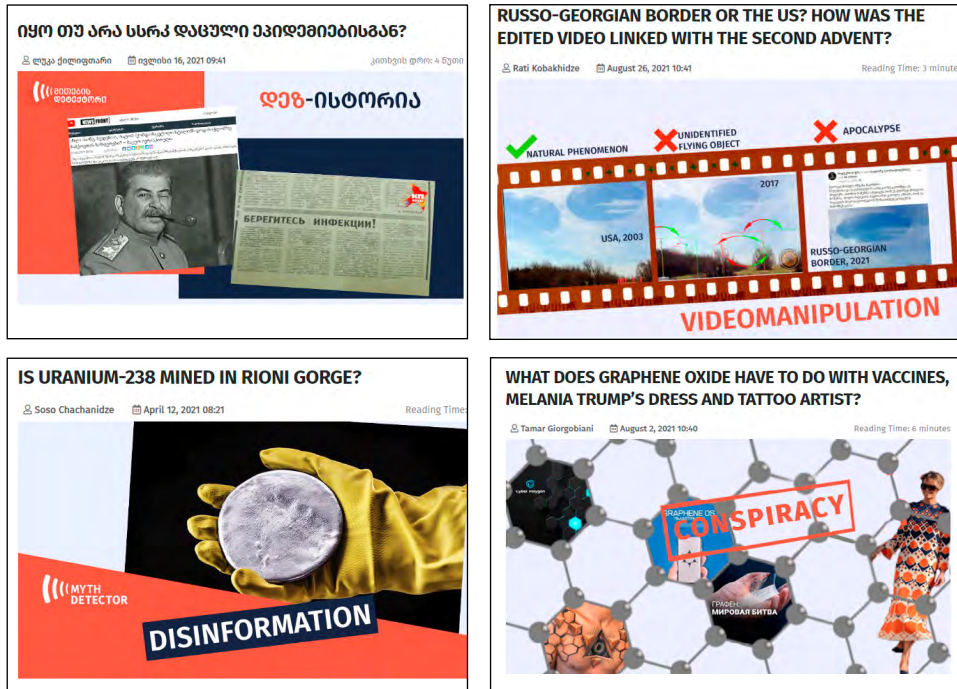 ᲘᲧᲝ ᲗᲣ ᲐᲠᲐ ᲡᲡᲠᲙ ᲓᲐᲪᲣᲚᲘ ᲔᲞᲘᲓᲔᲛᲘᲔᲑᲘᲡᲒᲐᲜ?
ლუკა ქილიფთარი ივლისი 16, 2021 09:41 კითხვის დრო: 4 წუთი
ᲛᲘᲗᲔᲑᲘᲡ
ᲓᲔᲢᲔᲥᲢᲝᲠᲘ
ᲓᲔᲖ-ᲘᲡᲢᲝᲠᲘᲐ
NEWS FRONT
КП
БЕРЕГИТЕСЬ ИНФЕКЦИИ!
RUSSO-GEORGIAN BORDER OR THE US? HOW WAS THE
EDITED VIDEO LINKED WITH THE SECOND ADVENT?
Rati Kobakhidze August 26, 2021 10:41 Reading Time: 3 minute
NATURAL PHENOMENON
UNIDENTIFIED
FLYING OBJECT
APOCALYPSE
USA, 2003
2017
RUSSO-GEORGIAN
BORDER, 2021
VIDEOMANIPULATION
IS URANIUM-238 MINED IN RIONI GORGE?
Soso Chachanidze April 12, 2021 08:21 Reading Time:
MYTH
DETECTOR
DISINFORMATION
WHAT DOES GRAPHENE OXIDE HAVE TO DO WITH VACCINES,
MELANIA TRUMP'S DRESS AND TATTOO ARTIST?
Tamar Giorgobiani August 2, 2021 10:40 Reading Time: 6 minutes
cyber polygon
GRAPHENE OS
CONSPIRACY
ГРАФЕН:
МИРОВАЯ БИТВА